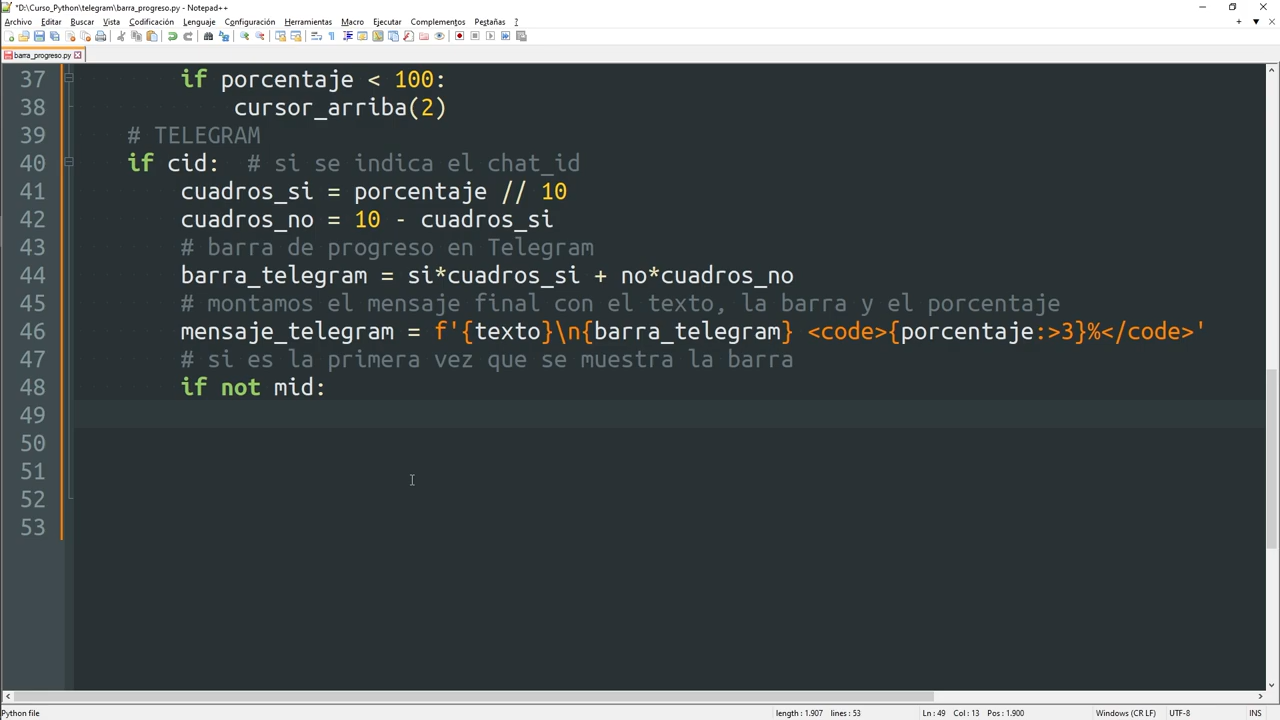 *D:\Curso_Python\telegram\barra_progreso.py - Notepad++
Archivo Editar Buscar Vista Codificación Lenguaje Configuración Herramientas Macro Ejecutar Complementos Pestañas ?
barra_progreso.py
37 if porcentaje < 100:
38 cursor_arriba(2)
39 # TELEGRAM
40 if cid: # si se indica el chat_id
41 cuadros_si = porcentaje // 10
42 cuadros_no = 10 - cuadros_si
43 # barra de progreso en Telegram
44 barra_telegram = si*cuadros_si + no*cuadros_no
45 # montamos el mensaje final con el texto, la barra y el porcentaje
46 mensaje_telegram = f'{texto}\n{barra_telegram} <code>{porcentaje:>3}%</code>'
47 # si es la primera vez que se muestra la barra
48 if not mid:
49
50
51
52
53
Python file length : 1.907 lines : 53 Ln : 49 Col : 13 Pos : 1.900 Windows (CR LF) UTF-8 INS